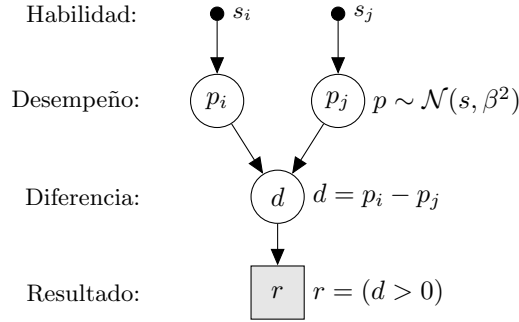 Habilidad: s_i s_j
Desempeño: p_i p_j p ∼ 𝒩(s, β²)
Diferencia: d d = p_i − p_j
Resultado: r r = (d > 0)